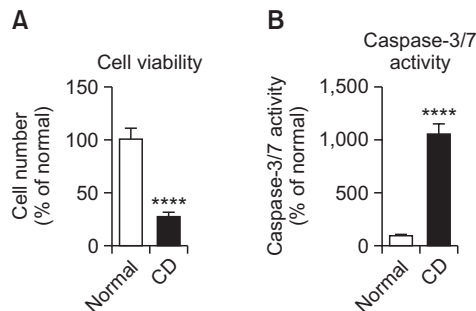 A
Cell viability
Cell number
(% of normal)
150
100
50
0
****
Normal
CD
B
Caspase-3/7
activity
Caspase-3/7 activity
(% of normal)
1,500
1,000
500
0
****
Normal
CD